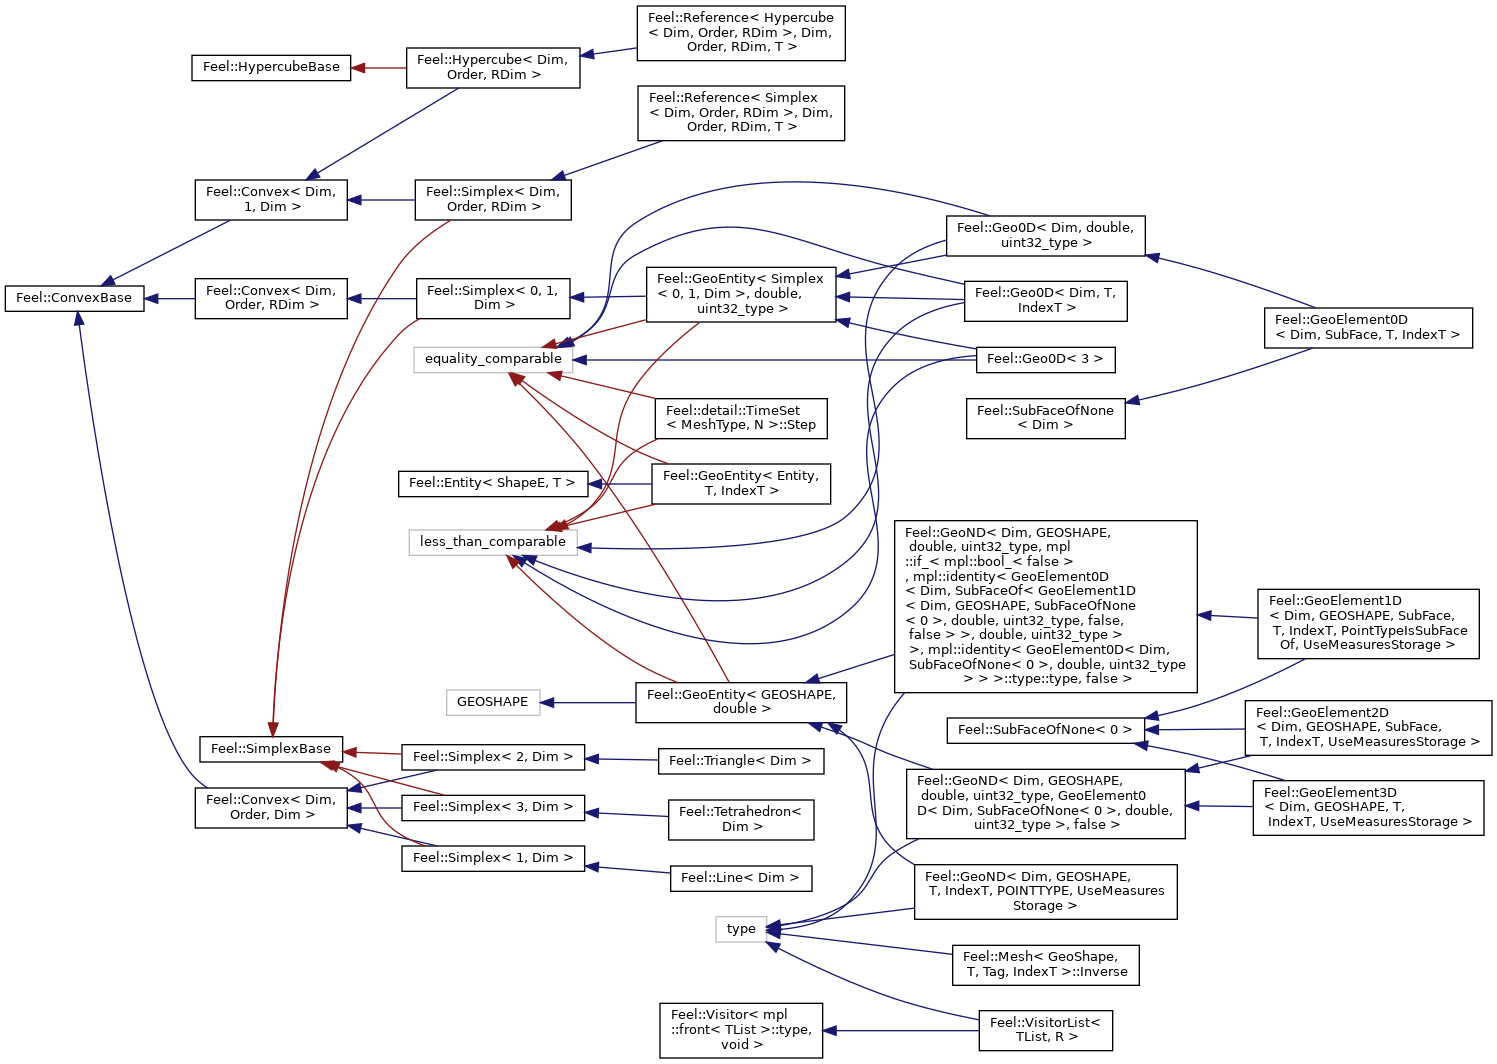 Feel::Reference< Hypercube
< Dim, Order, RDim >, Dim,
Order, RDim, T >
Feel::HypercubeBase
Feel::Hypercube< Dim,
Order, RDim >
Feel::Reference< Simplex
< Dim, Order, RDim >, Dim,
Order, RDim, T >
Feel::Convex< Dim,
1, Dim >
Feel::Simplex< Dim,
Order, RDim >
Feel::Geo0D< Dim, double,
uint32_type >
Feel::ConvexBase
Feel::Convex< Dim,
Order, RDim >
Feel::Simplex< 0, 1,
Dim >
Feel::GeoEntity< Simplex
< 0, 1, Dim >, double,
uint32_type >
Feel::Geo0D< Dim, T,
IndexT >
Feel::GeoElement0D
< Dim, SubFace, T, IndexT >
equality_comparable
Feel::Geo0D< 3 >
Feel::detail::TimeSet
< MeshType, N >::Step
Feel::SubFaceOfNone
< Dim >
Feel::Entity< ShapeE, T >
Feel::GeoEntity< Entity,
T, IndexT >
less_than_comparable
Feel::GeoND< Dim, GEOSHAPE,
double, uint32_type, mpl
::if_< mpl::bool_< false >
, mpl::identity< GeoElement0D
< Dim, SubFaceOf< GeoElement1D
< Dim, GEOSHAPE, SubFaceOfNone
< 0 >, double, uint32_type, false,
false > >, double, uint32_type >
>, mpl::identity< GeoElement0D< Dim,
SubFaceOfNone< 0 >, double, uint32_type
> > >::type::type, false >
Feel::GeoElement1D
< Dim, GEOSHAPE, SubFace,
T, IndexT, PointTypeIsSubFace
Of, UseMeasuresStorage >
GEOSHAPE
Feel::GeoEntity< GEOSHAPE,
double >
Feel::SubFaceOfNone< 0 >
Feel::GeoElement2D
< Dim, GEOSHAPE, SubFace,
T, IndexT, UseMeasuresStorage >
Feel::SimplexBase
Feel::Simplex< 2, Dim >
Feel::Triangle< Dim >
Feel::GeoND< Dim, GEOSHAPE,
double, uint32_type, GeoElement0
D< Dim, SubFaceOfNone< 0 >, double,
uint32_type >, false >
Feel::GeoElement3D
< Dim, GEOSHAPE, T,
IndexT, UseMeasuresStorage >
Feel::Convex< Dim,
Order, Dim >
Feel::Simplex< 3, Dim >
Feel::Tetrahedron<
Dim >
Feel::Simplex< 1, Dim >
Feel::Line< Dim >
Feel::GeoND< Dim, GEOSHAPE,
T, IndexT, POINTTYPE, UseMeasures
Storage >
type
Feel::Mesh< GeoShape,
T, Tag, IndexT >::Inverse
Feel::Visitor< mpl
::front< TList >::type,
void >
Feel::VisitorList<
TList, R >